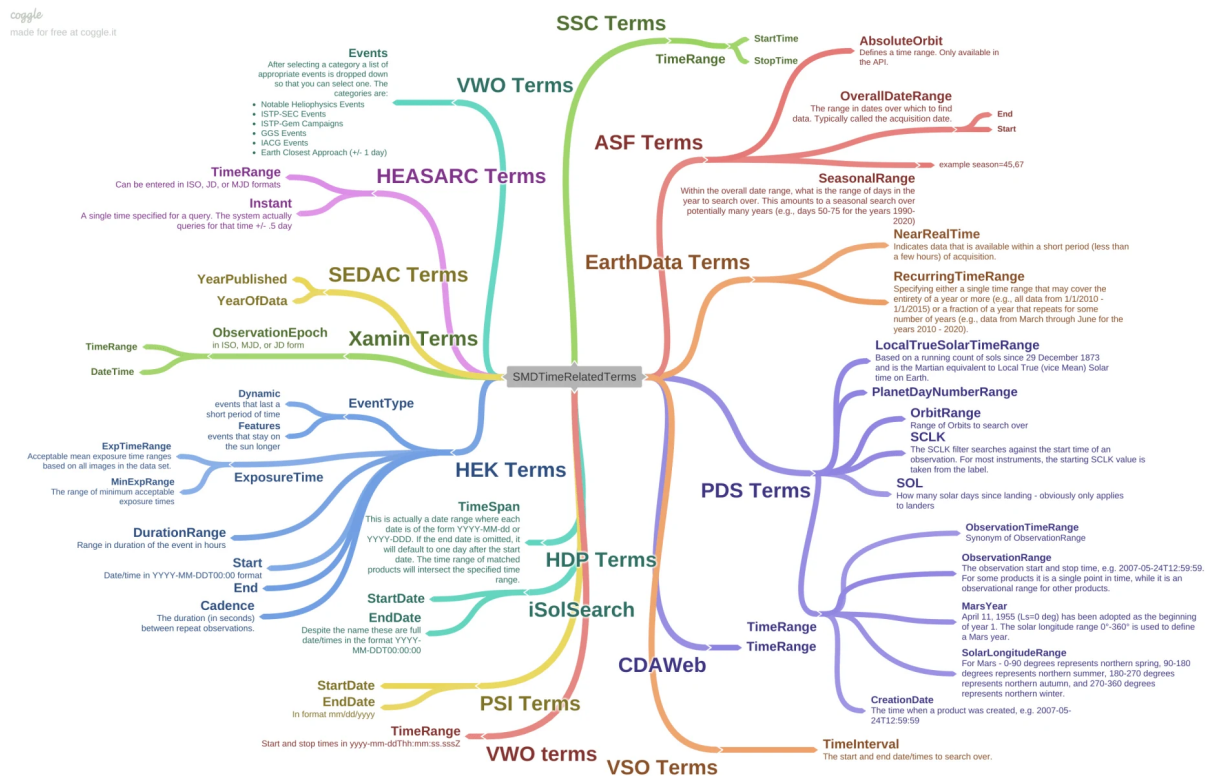 coggle
made for free at coggle.it
SSC Terms
TimeRange
StartTime
StopTime
VWO Terms
Events
After selecting a category a list of
appropriate events is dropped down
so that you can select one. The
categories are:
• Notable Heliophysics Events
• ISTP-SEC Events
• ISTP-Gem Campaigns
• GGS Events
• IACG Events
• Earth Closest Approach (+/- 1 day)
HEASARC Terms
TimeRange
Can be entered in ISO, JD, or MJD formats
Instant
A single time specified for a query. The system actually
queries for that time +/- .5 day
SEDAC Terms
YearPublished
YearOfData
Xamin Terms
ObservationEpoch
in ISO, MJD, or JD form
TimeRange
DateTime
SMDTimeRelatedTerms
HEK Terms
EventType
Dynamic
events that last a
short period of time
Features
events that stay on
the sun longer
ExposureTime
ExpTimeRange
Acceptable mean exposure time ranges
based on all images in the data set.
MinExpRange
The range of minimum acceptable
exposure times
DurationRange
Range in duration of the event in hours
Start
Date/time in YYYY-MM-DDT00:00 format
End
Cadence
The duration (in seconds)
between repeat observations.
HDP Terms
TimeSpan
This is actually a date range where each
date is of the form YYYY-MM-dd or
YYYY-DDD. If the end date is omitted, it
will default to one day after the start
date. The time range of matched
products will intersect the specified time
range.
iSolSearch
StartDate
EndDate
Despite the name these are full
date/times in the format YYYY-
MM-DDT00:00:00
PSI Terms
StartDate
EndDate
In format mm/dd/yyyy
VWO terms
TimeRange
Start and stop times in yyyy-mm-ddThh:mm:ss.sssZ
ASF Terms
AbsoluteOrbit
Defines a time range. Only available in
the API.
OverallDateRange
The range in dates over which to find
data. Typically called the acquisition date.
End
Start
example season=45,67
SeasonalRange
Within the overall date range, what is the range of days in the
year to search over. This amounts to a seasonal search over
potentially many years (e.g., days 50-75 for the years 1990-
2020)
EarthData Terms
NearRealTime
Indicates data that is available within a short period (less than
a few hours) of acquisition.
RecurringTimeRange
Specifying either a single time range that may cover the
entirety of a year or more (e.g., all data from 1/1/2010 -
1/1/2015) or a fraction of a year that repeats for some
number of years (e.g., data from March through June for the
years 2010 - 2020).
PDS Terms
LocalTrueSolarTimeRange
Based on a running count of sols since 29 December 1873
and is the Martian equivalent to Local True (vice Mean) Solar
time on Earth.
PlanetDayNumberRange
OrbitRange
Range of Orbits to search over
SCLK
The SCLK filter searches against the start time of an
observation. For most instruments, the starting SCLK value is
taken from the label.
SOL
How many solar days since landing - obviously only applies
to landers
TimeRange
ObservationTimeRange
Synonym of ObservationRange
ObservationRange
The observation start and stop time, e.g. 2007-05-24T12:59:59.
For some products it is a single point in time, while it is an
observational range for other products.
MarsYear
April 11, 1955 (Ls=0 deg) has been adopted as the beginning
of year 1. The solar longitude range 0°-360° is used to define
a Mars year.
SolarLongitudeRange
For Mars - 0-90 degrees represents northern spring, 90-180
degrees represents northern summer, 180-270 degrees
represents northern autumn, and 270-360 degrees
represents northern winter.
CreationDate
The time when a product was created, e.g. 2007-05-
24T12:59:59
CDAWeb
TimeRange
VSO Terms
TimeInterval
The start and end date/times to search over.